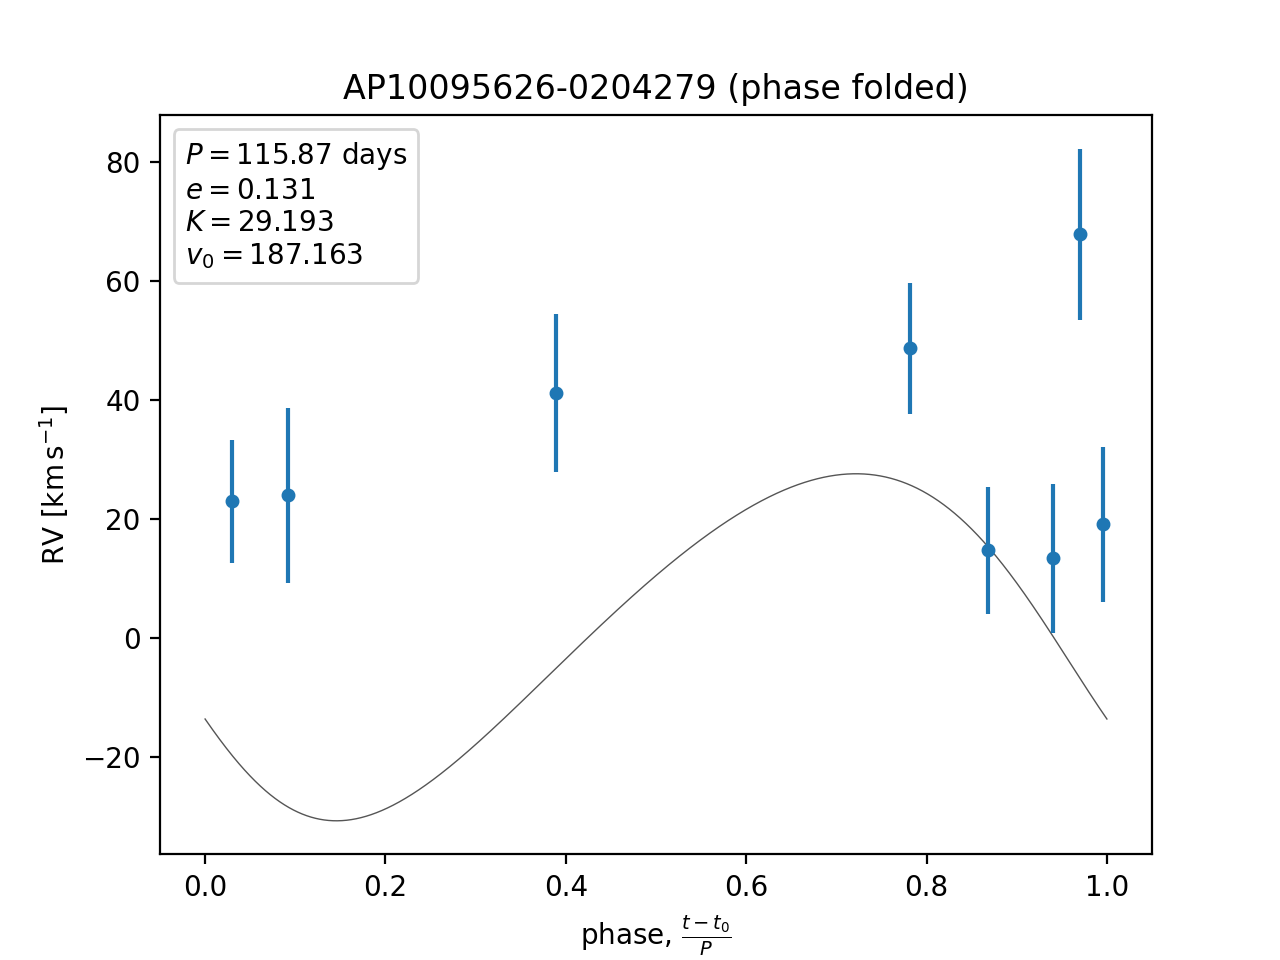 AP10095626-0204279 (phase folded)
P = 115.87 days
e = 0.131
K = 29.193
v₀ = 187.163
80
60
40
20
0
−20
RV [km s⁻¹]
0.0 0.2 0.4 0.6 0.8 1.0
phase, (t − t₀)/P